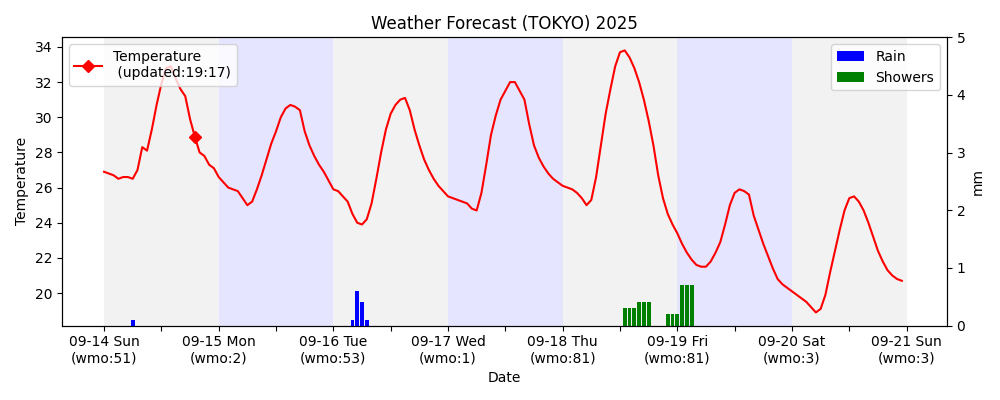 Weather Forecast (TOKYO) 2025
Temperature
(updated:19:17)
Rain
Showers
Temperature
34
32
30
28
26
24
22
20
5
4
3
2
1
0
mm
09-14 Sun
(wmo:51)
09-15 Mon
(wmo:2)
09-16 Tue
(wmo:53)
09-17 Wed
(wmo:1)
09-18 Thu
(wmo:81)
09-19 Fri
(wmo:81)
09-20 Sat
(wmo:3)
09-21 Sun
(wmo:3)
Date